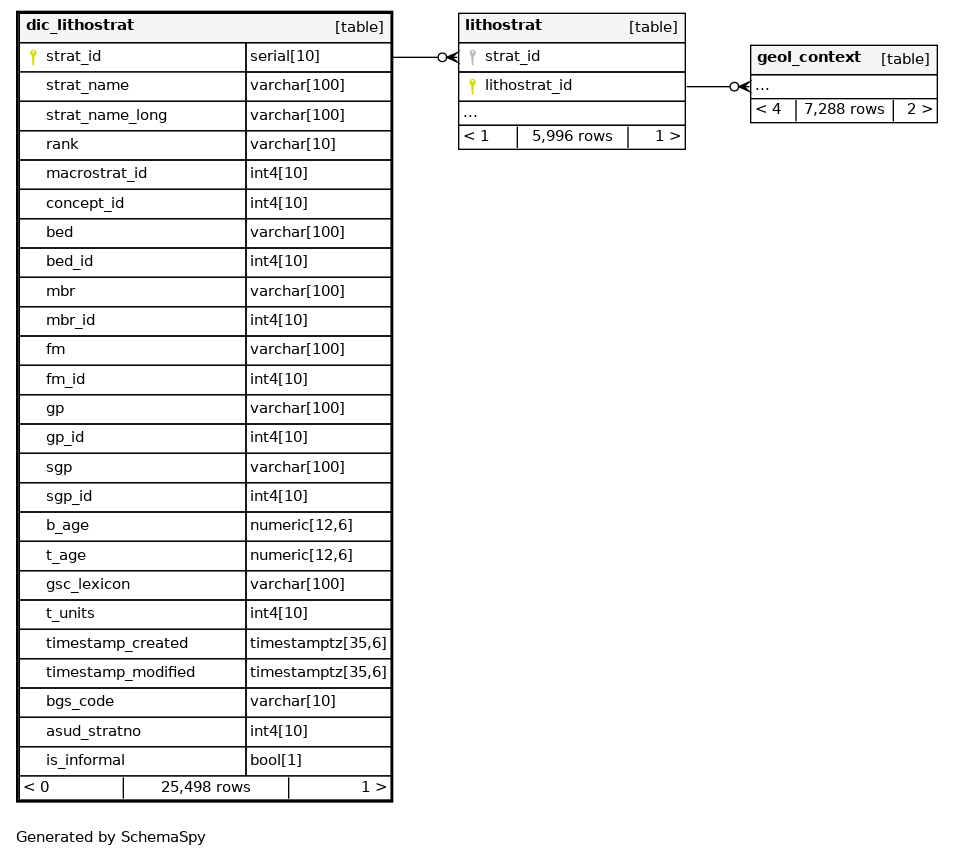 dic_lithostrat [table]
strat_id serial[10]
strat_name varchar[100]
strat_name_long varchar[100]
rank varchar[10]
macrostrat_id int4[10]
concept_id int4[10]
bed varchar[100]
bed_id int4[10]
mbr varchar[100]
mbr_id int4[10]
fm varchar[100]
fm_id int4[10]
gp varchar[100]
gp_id int4[10]
sgp varchar[100]
sgp_id int4[10]
b_age numeric[12,6]
t_age numeric[12,6]
gsc_lexicon varchar[100]
t_units int4[10]
timestamp_created timestamptz[35,6]
timestamp_modified timestamptz[35,6]
bgs_code varchar[10]
asud_stratno int4[10]
is_informal bool[1]
< 0 25,498 rows 1 >
lithostrat [table]
strat_id
lithostrat_id
...
< 1 5,996 rows 1 >
geol_context [table]
...
< 4 7,288 rows 2 >
Generated by SchemaSpy